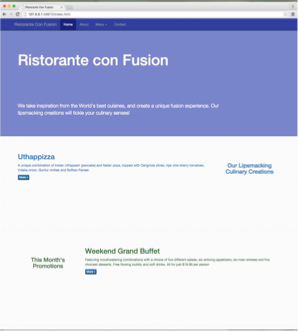 Ristorante Con Fusion
Ristorante Con Fusion Home About Menu Contact
Ristorante con Fusion
We take inspiration from the World's best cuisines, and create a unique fusion experience. Our
lipsmacking creations will tickle your culinary senses!
Uthappizza
A unique combination of Indian Uthappam (pancake) and Italian pizza, topped with Cerignola olives, ripe vine cherry tomatoes,
Vidalia onion, Guntur chillies and Buffalo Paneer.
More »
Our Lipsmacking
Culinary Creations
This Month's
Promotions
Weekend Grand Buffet
Featuring mouthwatering combinations with a choice of five different salads, six enticing appetizers, six main entrees and five
choicest desserts. Free flowing bubbly and soft drinks. All for just $19.99 per person
More »